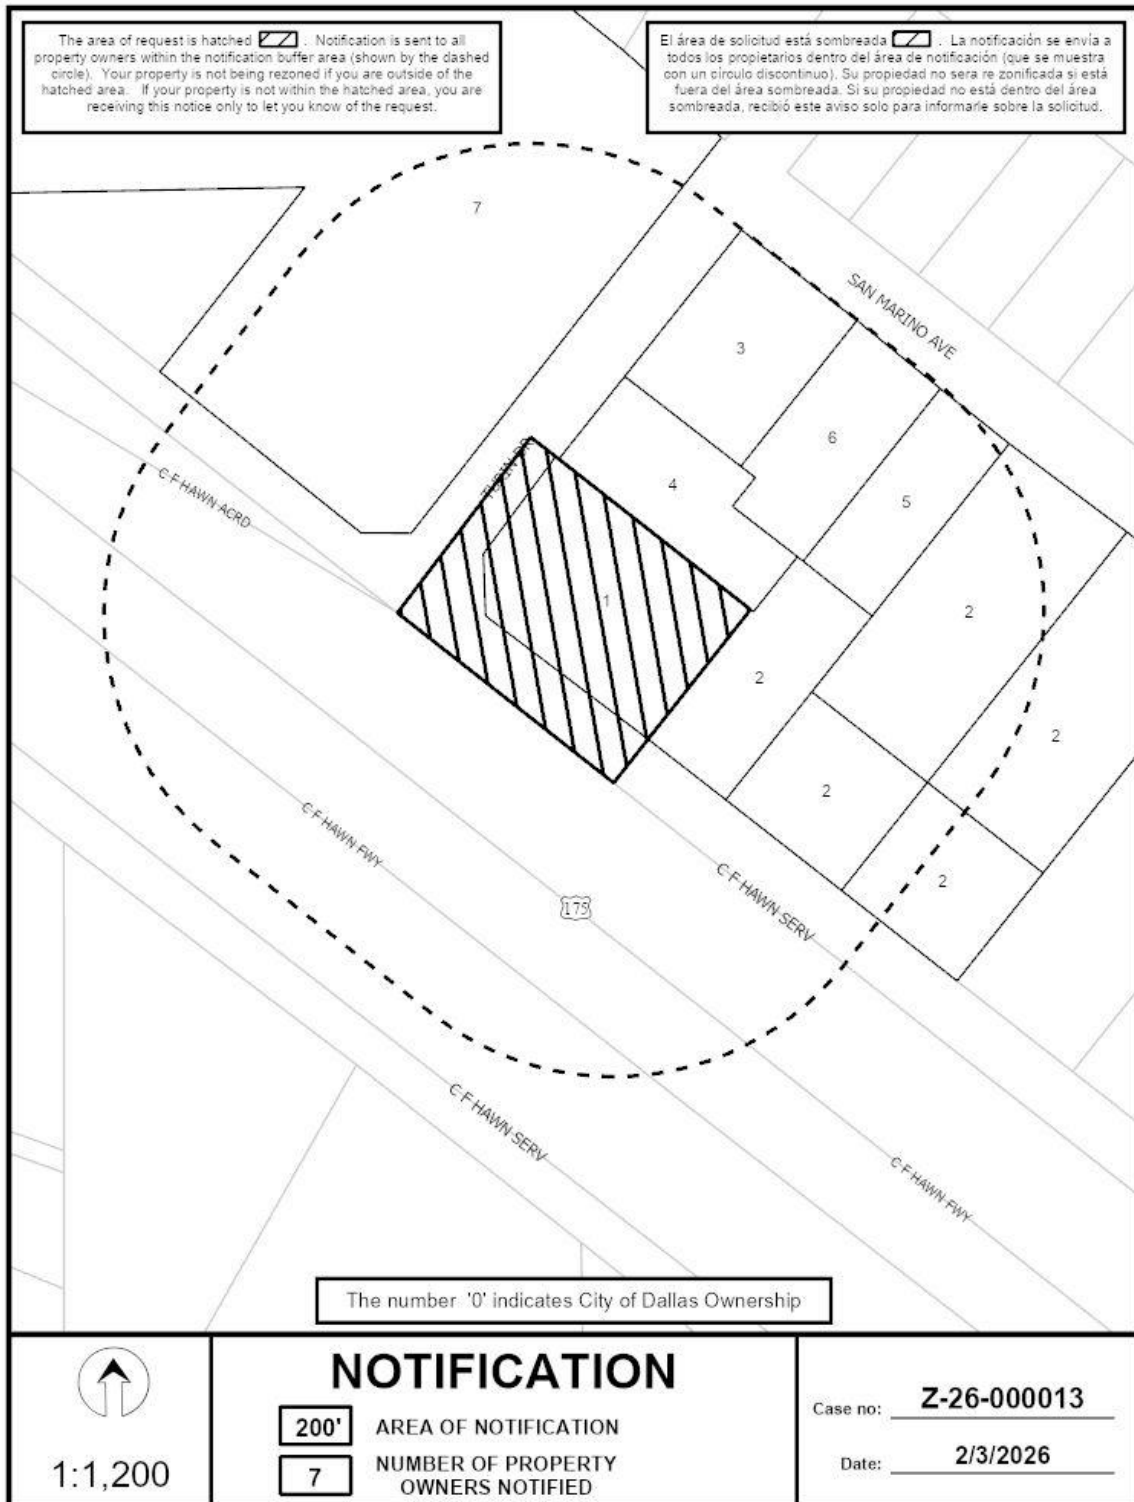 The area of request is hatched . Notification is sent to all
property owners within the notification buffer area (shown by the dashed
circle). Your property is not being rezoned if you are outside of the
hatched area. If your property is not within the hatched area, you are
receiving this notice only to let you know of the request.
El área de solicitud está sombreada . La notificación se envía a
todos los propietarios dentro del área de notificación (que se muestra
con un círculo discontinuo). Su propiedad no sera re zonificada si está
fuera del área sombreada. Si su propiedad no está dentro del área
sombreada, recibió este aviso solo para informarle sobre la solicitud.
7
SAN MARINO AVE
3
6
TURIN DR
4
C F HAWN ACRD
5
1
2
2
2
2
C F HAWN FWY
2
C F HAWN SERV
175
C F HAWN SERV
C F HAWN FWY
The number '0' indicates City of Dallas Ownership
1:1,200
NOTIFICATION
200' AREA OF NOTIFICATION
7 NUMBER OF PROPERTY
OWNERS NOTIFIED
Case no: Z-26-000013
Date: 2/3/2026